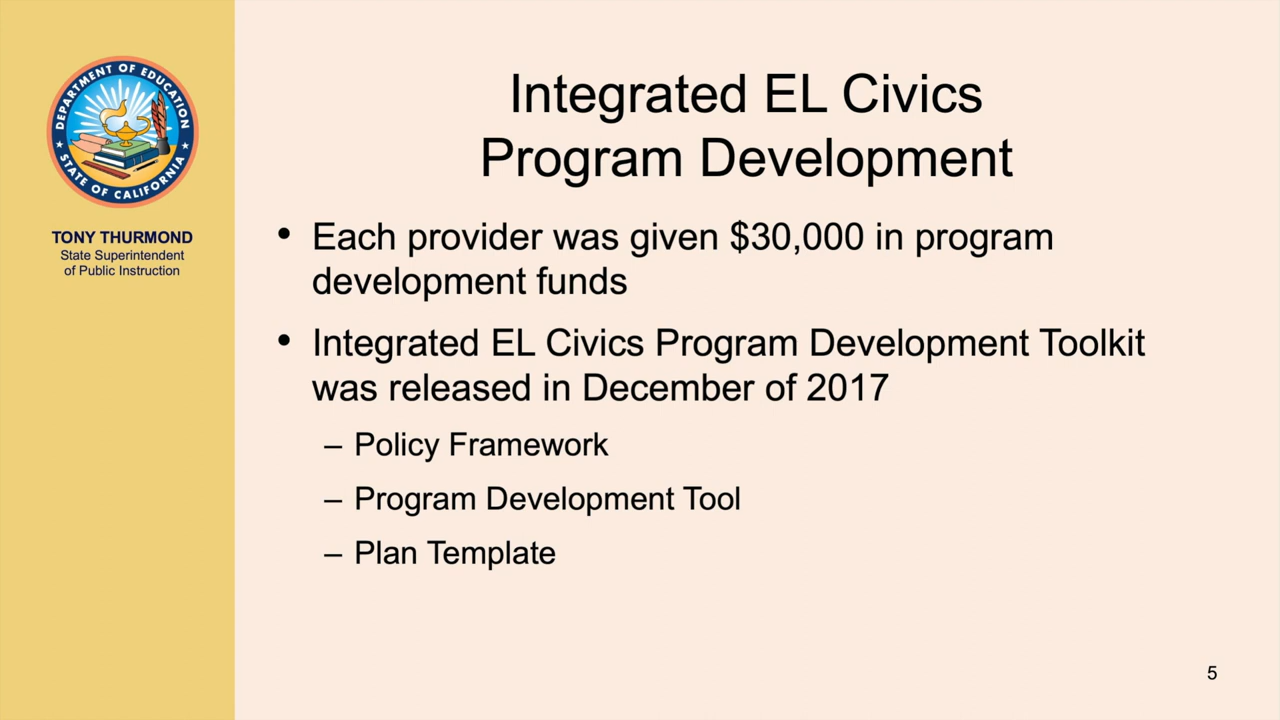 DEPARTMENT OF EDUCATION
STATE OF CALIFORNIA
TONY THURMOND
State Superintendent
of Public Instruction
Integrated EL Civics
Program Development
• Each provider was given $30,000 in program
development funds
• Integrated EL Civics Program Development Toolkit
was released in December of 2017
– Policy Framework
– Program Development Tool
– Plan Template
5